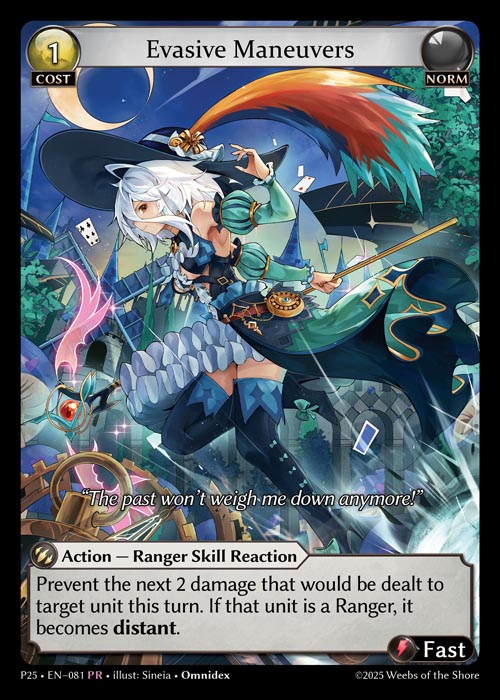 1
Evasive Maneuvers
COST
NORM
“The past won’t weigh me down anymore!”
Action — Ranger Skill Reaction
Prevent the next 2 damage that would be dealt to
target unit this turn. If that unit is a Ranger, it
becomes distant.
Fast
P25 • EN–081 PR • illust: Sineia • Omnidex
©2025 Weebs of the Shore